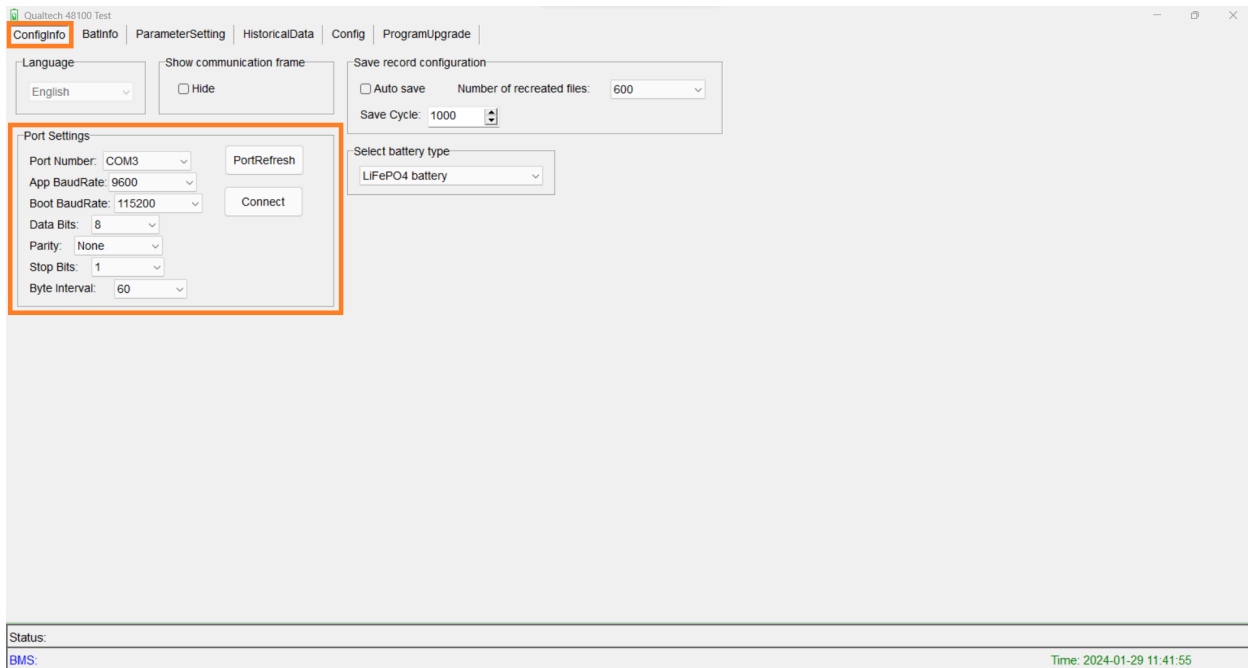 Qualtech 48100 Test
ConfigInfo BatInfo ParameterSetting HistoricalData Config ProgramUpgrade
Language
English
Show communication frame
Hide
Save record configuration
Auto save Number of recreated files: 600
Save Cycle: 1000
Port Settings
Port Number: COM3 PortRefresh
App BaudRate: 9600
Boot BaudRate: 115200 Connect
Data Bits: 8
Parity: None
Stop Bits: 1
Byte Interval: 60
Select battery type
LiFePO4 battery
Status:
BMS: Time: 2024-01-29 11:41:55